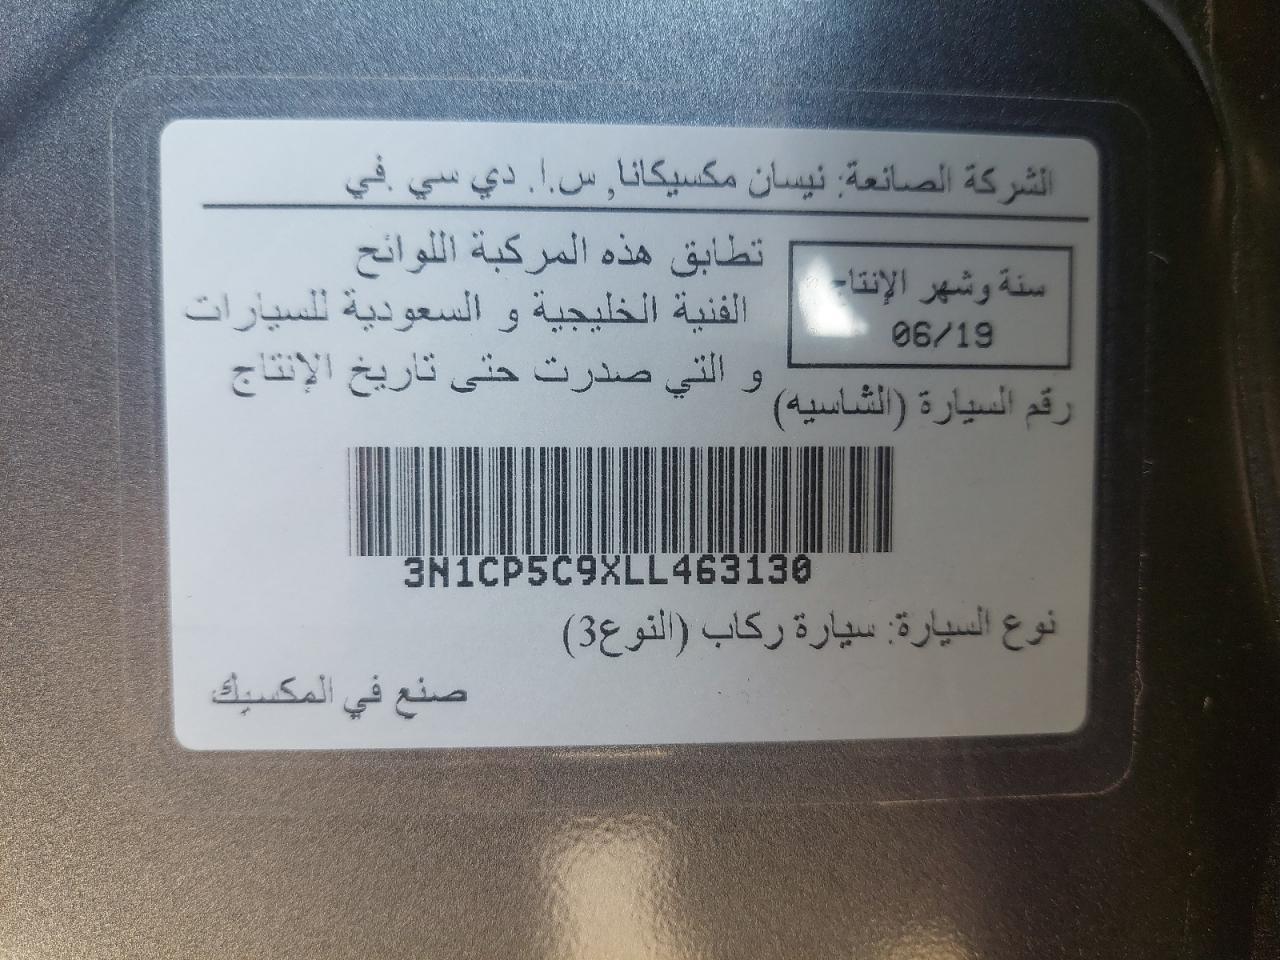 الشركة الصانعة: نيسان مكسيكانا, س.ا. دي سي .في
سنة وشهر الإنتاج
06/19
تطابق هذه المركبة اللوائح
الفنية الخليجية و السعودية للسيارات
و التي صدرت حتى تاريخ الإنتاج
رقم السيارة (الشاسيه)
3N1CP5C9XLL463130
نوع السيارة: سيارة ركاب (النوع3)
صنع في المكسيك